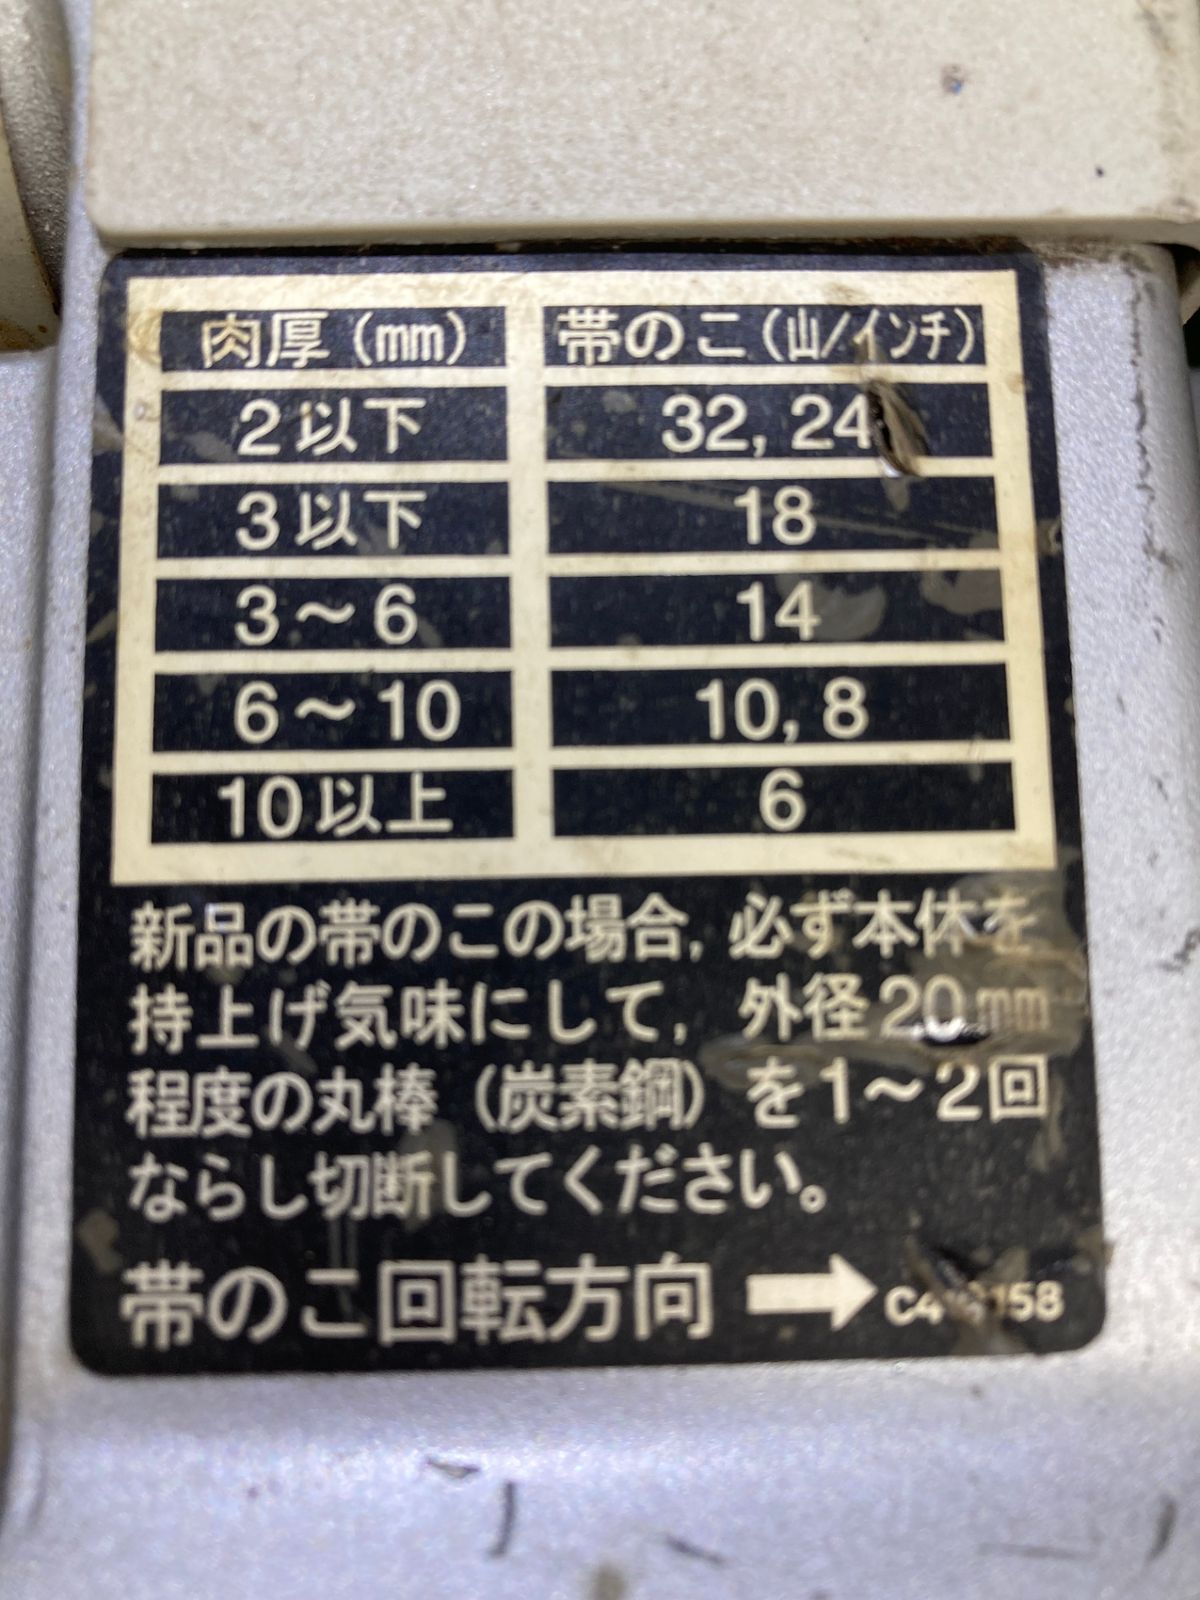 肉厚(mm) 帯のこ(山/インチ)
2以下 32, 24
3以下 18
3～6 14
6～10 10, 8
10以上 6
新品の帯のこの場合, 必ず本体を
持上げ気味にして, 外径20mm
程度の丸棒（炭素鋼）を1～2回
ならし切断してください。
帯のこ回転方向 →